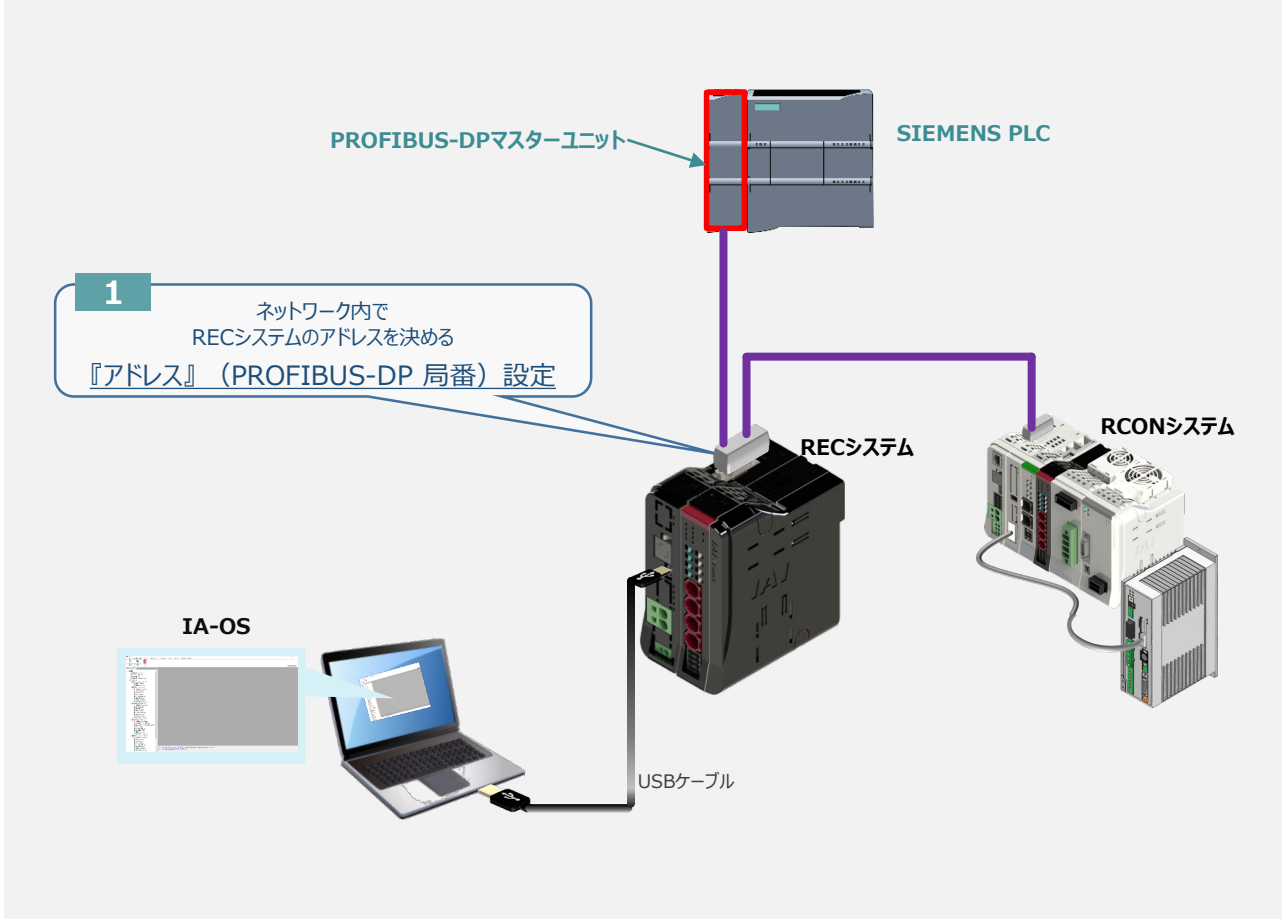 PROFIBUS-DPマスターユニット
SIEMENS PLC
1
ネットワーク内で
RECシステムのアドレスを決める
『アドレス』（PROFIBUS-DP 局番）設定
RECシステム
RCONシステム
IA-OS
USBケーブル
IAI